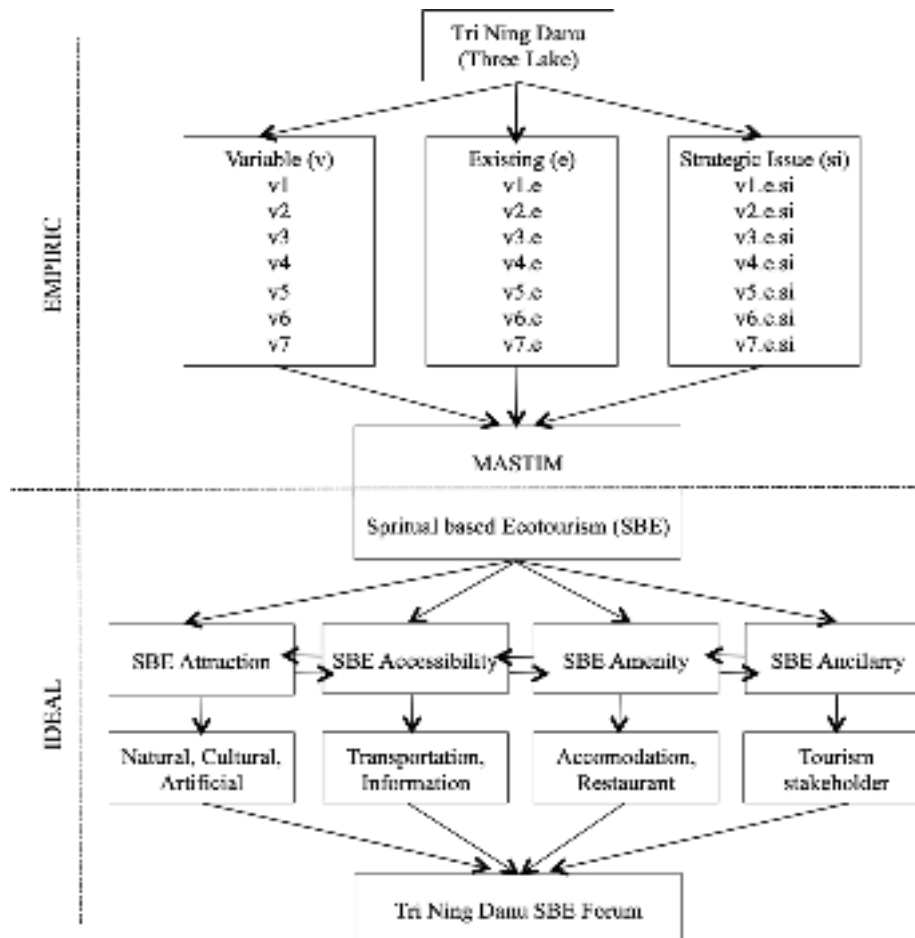 Tri Ning Danu
(Three Lake)
EMPIRIC
Variable (v)
v1
v2
v3
v4
v5
v6
v7
Existing (e)
v1.e
v2.e
v3.e
v4.e
v5.e
v6.e
v7.e
Strategic Issue (si)
v1.e.si
v2.e.si
v3.e.si
v4.e.si
v5.e.si
v6.e.si
v7.e.si
MASTIM
IDEAL
Spritual based Ecotourism (SBE)
SBE Attraction
SBE Accessibility
SBE Amenity
SBE Ancilarry
Natural, Cultural,
Artificial
Transportation,
Information
Accomodation,
Restaurant
Tourism
stakeholder
Tri Ning Danu SBE Forum